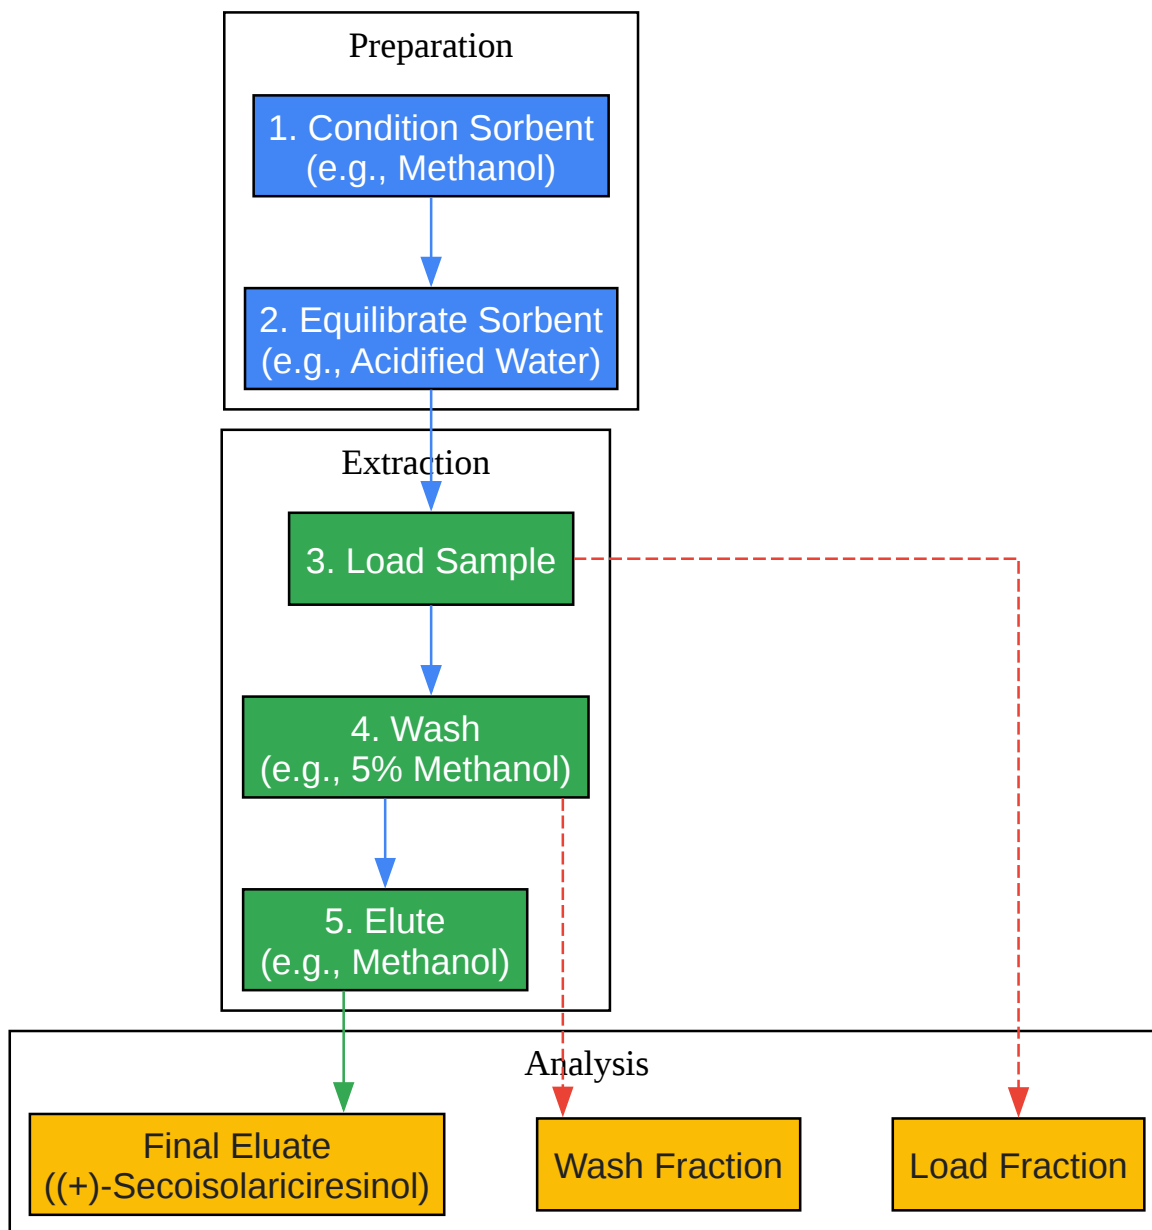 Preparation
1. Condition Sorbent
(e.g., Methanol)
2. Equilibrate Sorbent
(e.g., Acidified Water)
Extraction
3. Load Sample
4. Wash
(e.g., 5% Methanol)
5. Elute
(e.g., Methanol)
Analysis
Final Eluate
((+)-Secoisolariciresinol)
Wash Fraction
Load Fraction